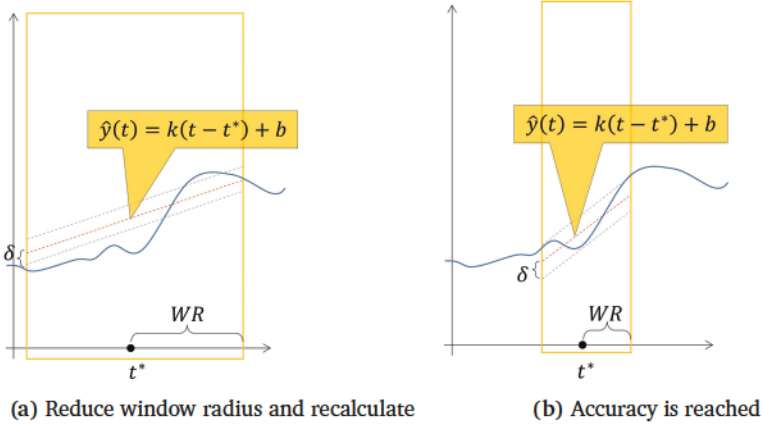 ŷ(t) = k(t − t*) + b
δ
WR
t*
(a) Reduce window radius and recalculate
ŷ(t) = k(t − t*) + b
δ
WR
t*
(b) Accuracy is reached